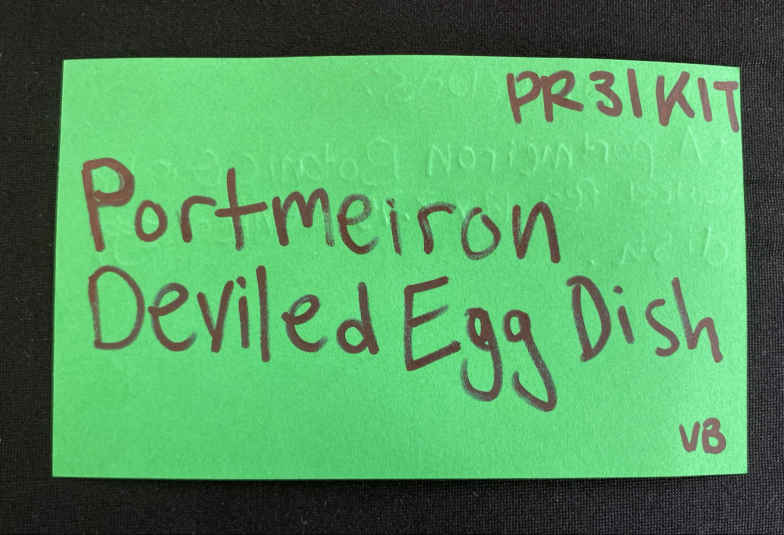 PR31KIT
Portmeiron
Deviled Egg Dish
VB